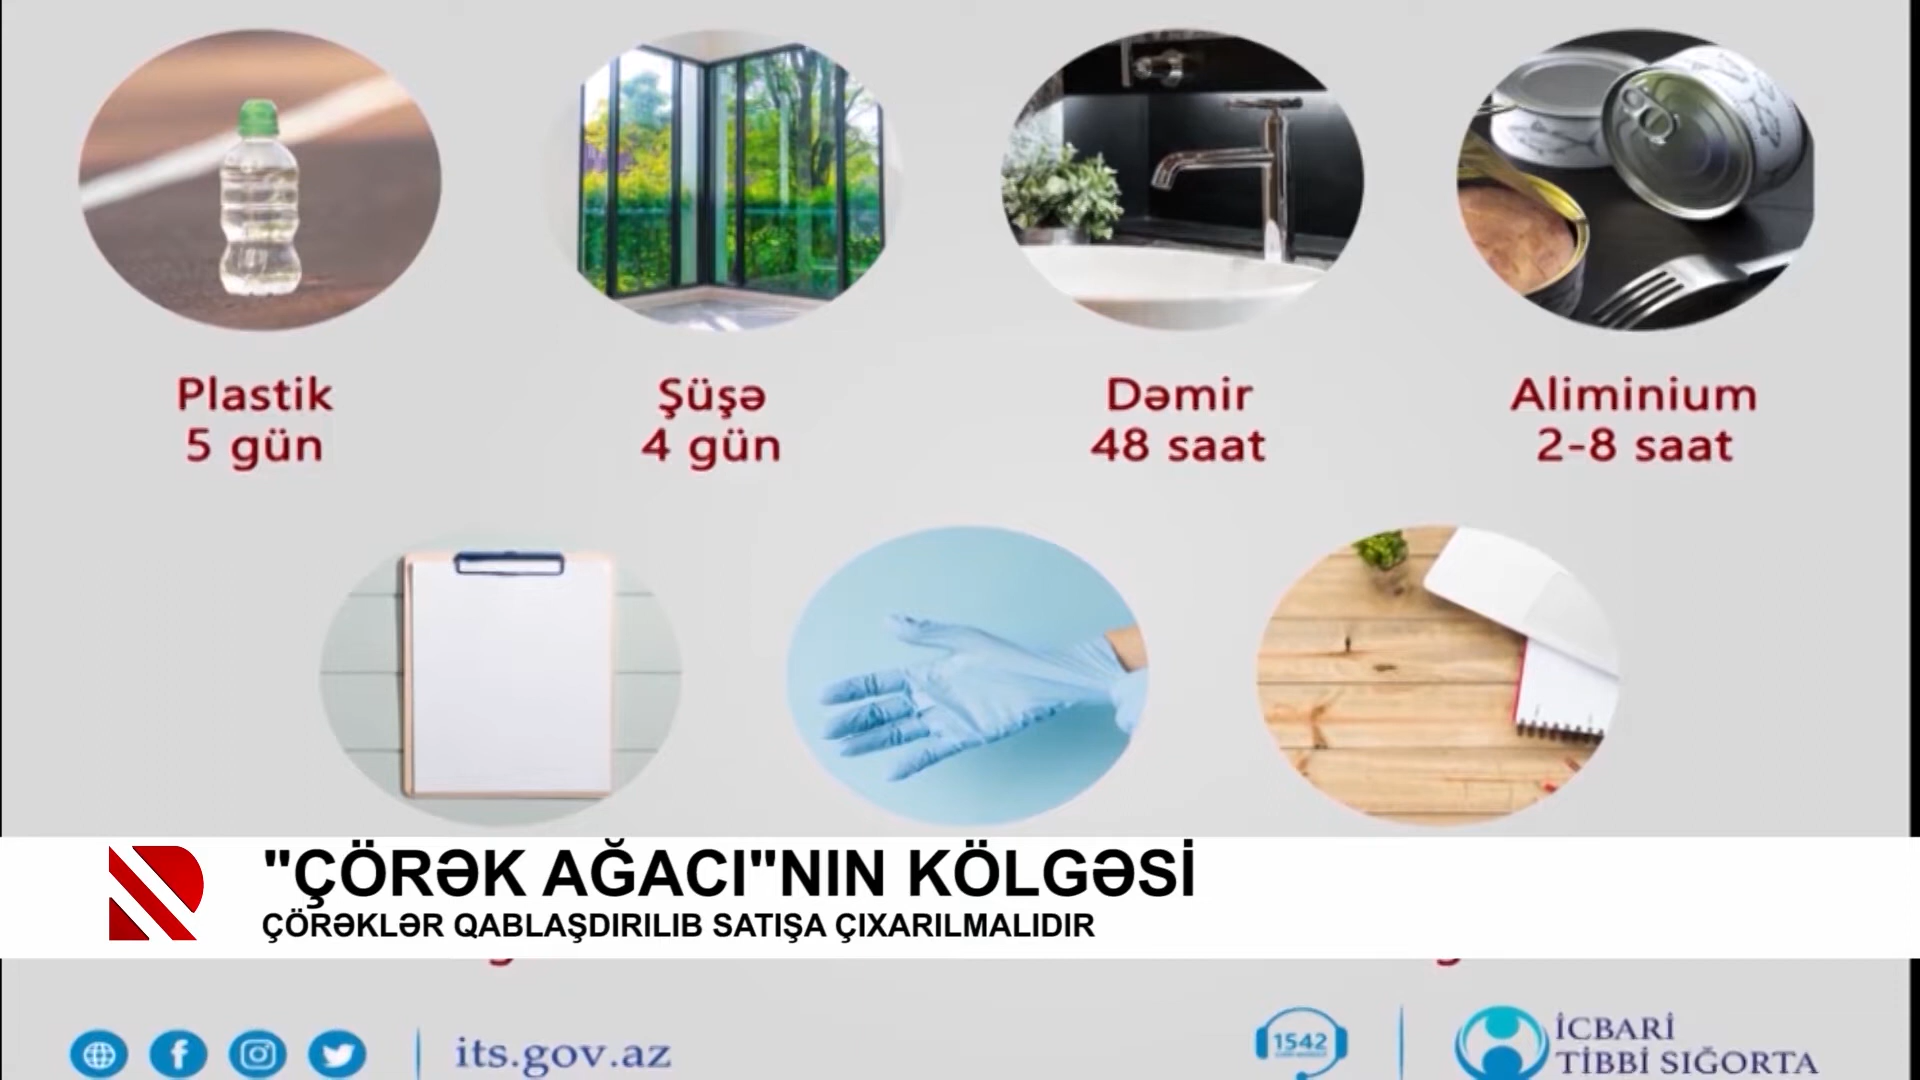 Plastik
5 gün
Şüşə
4 gün
Dəmir
48 saat
Aliminium
2-8 saat
"ÇÖRƏK AĞACI"NIN KÖLGƏSİ
ÇÖRƏKLƏR QABLAŞDIRILIB SATIŞA ÇIXARILMALIDIR
its.gov.az
1542
İCBARİ
TİBBİ SIĞORTA